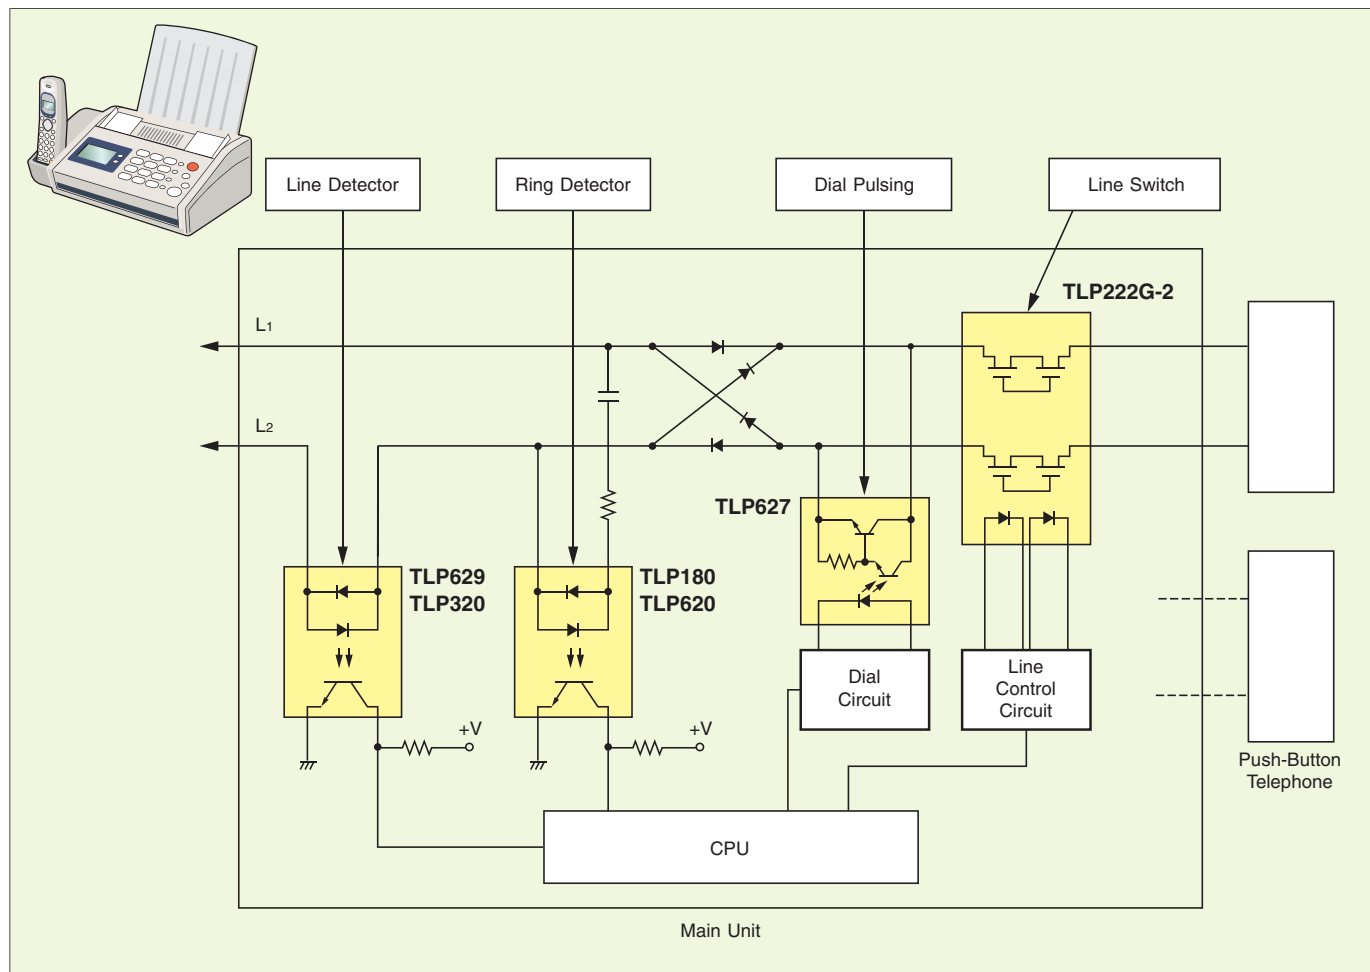 Line Detector
Ring Detector
Dial Pulsing
Line Switch
TLP222G-2
L1
L2
TLP627
TLP629
TLP320
TLP180
TLP620
Dial
Circuit
Line
Control
Circuit
+V
+V
Push-Button
Telephone
CPU
Main Unit